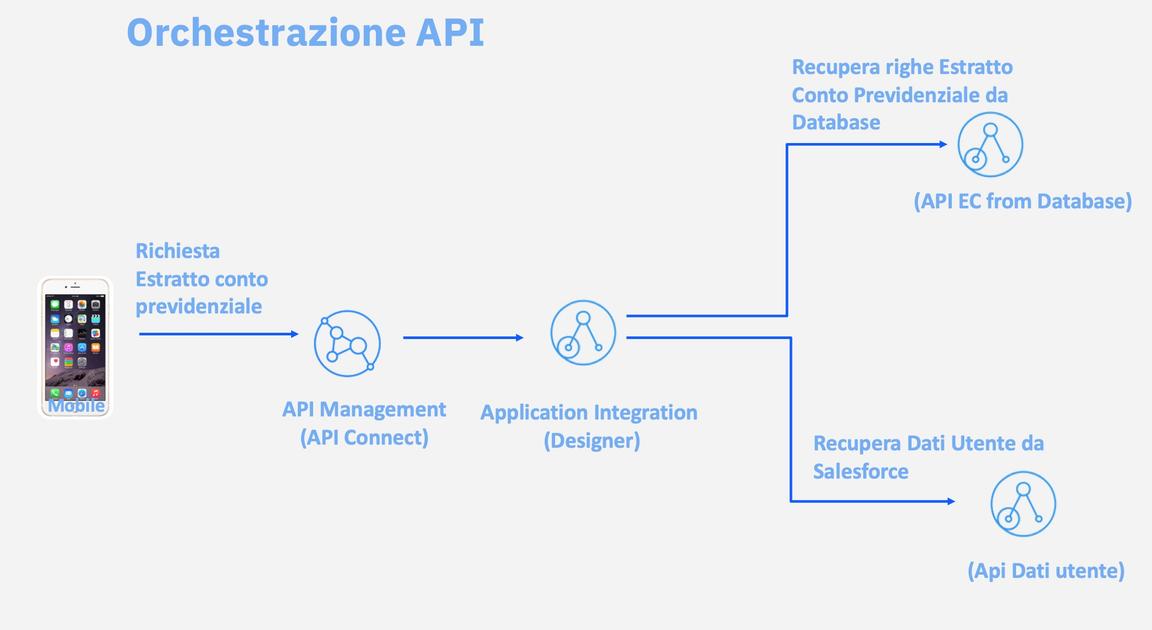 Orchestrazione API
Recupera righe Estratto
Conto Previdenziale da
Database
(API EC from Database)
Richiesta
Estratto conto
previdenziale
Mobile
API Management
(API Connect)
Application Integration
(Designer)
Recupera Dati Utente da
Salesforce
(Api Dati utente)